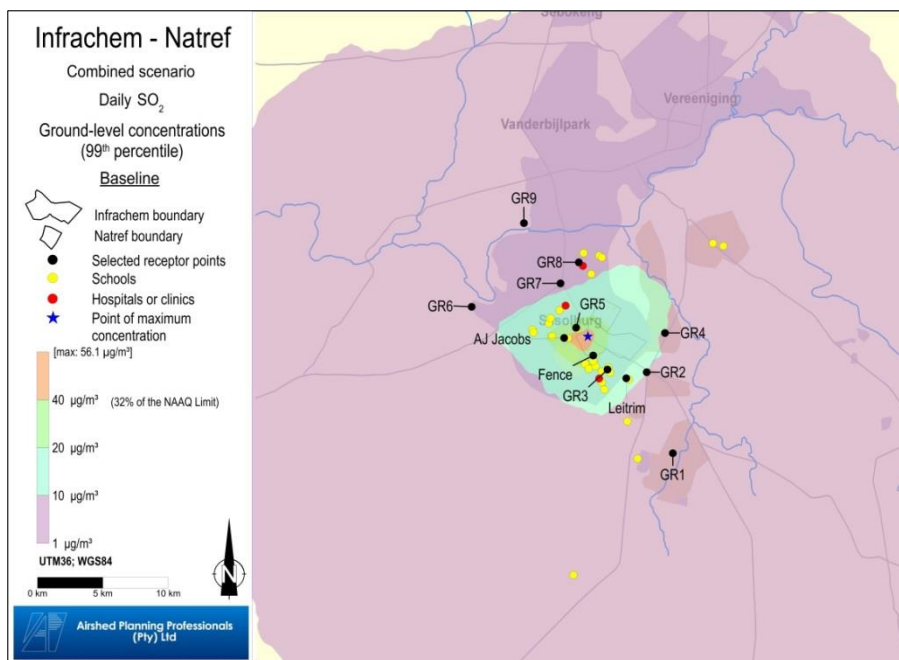 Infrachem - Natref
Combined scenario
Daily SO₂
Ground-level concentrations
(99ᵗʰ percentile)
Baseline
Infrachem boundary
Natref boundary
Selected receptor points
Schools
Hospitals or clinics
Point of maximum
concentration
[max: 56.1 µg/m³]
40 µg/m³ (32% of the NAAQ Limit)
20 µg/m³
10 µg/m³
1 µg/m³
UTM36; WGS84
0 km 5 km 10 km
N
Airshed Planning Professionals
(Pty) Ltd
Sebokeng
Vereeniging
Vanderbijlpark
GR9
GR8
GR7
GR6
GR5
Sasolburg
GR4
AJ Jacobs
Fence
GR2
GR3
Leitrim
GR1